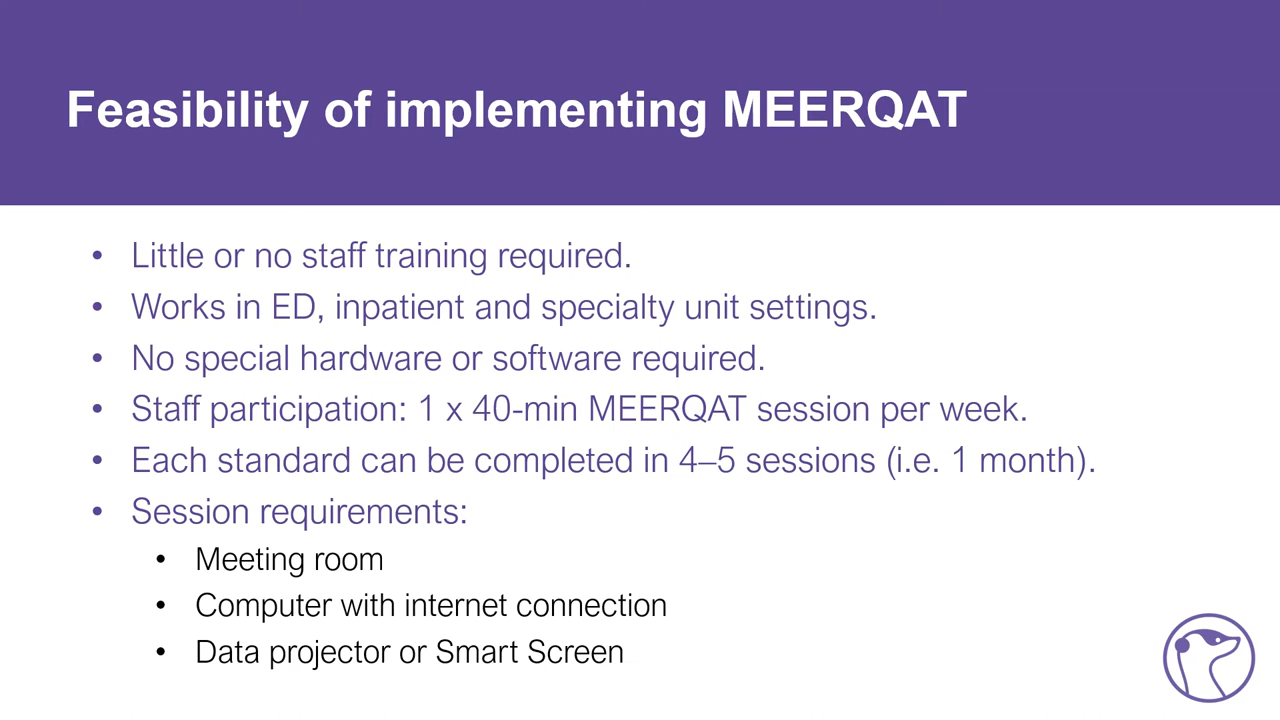 Feasibility of implementing MEERQAT
• Little or no staff training required.
• Works in ED, inpatient and specialty unit settings.
• No special hardware or software required.
• Staff participation: 1 x 40-min MEERQAT session per week.
• Each standard can be completed in 4–5 sessions (i.e. 1 month).
• Session requirements:
• Meeting room
• Computer with internet connection
• Data projector or Smart Screen